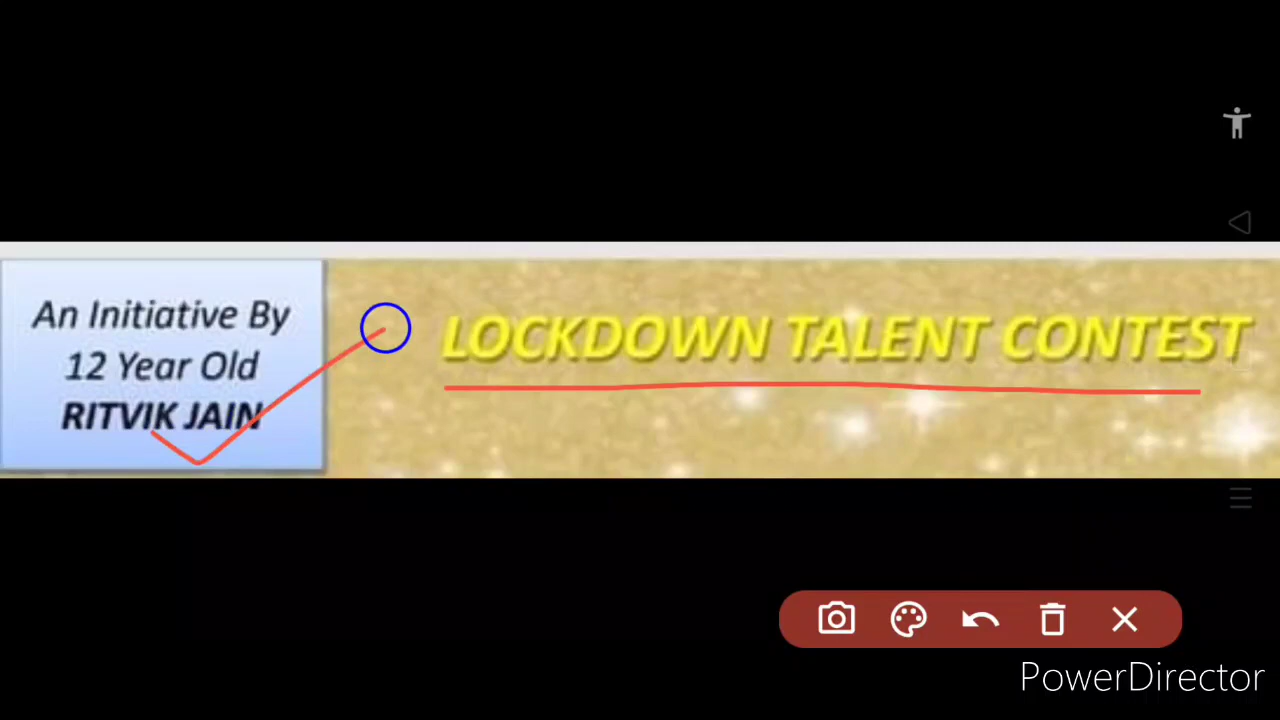 An Initiative By
12 Year Old
RITVIK JAIN
LOCKDOWN TALENT CONTEST
PowerDirector